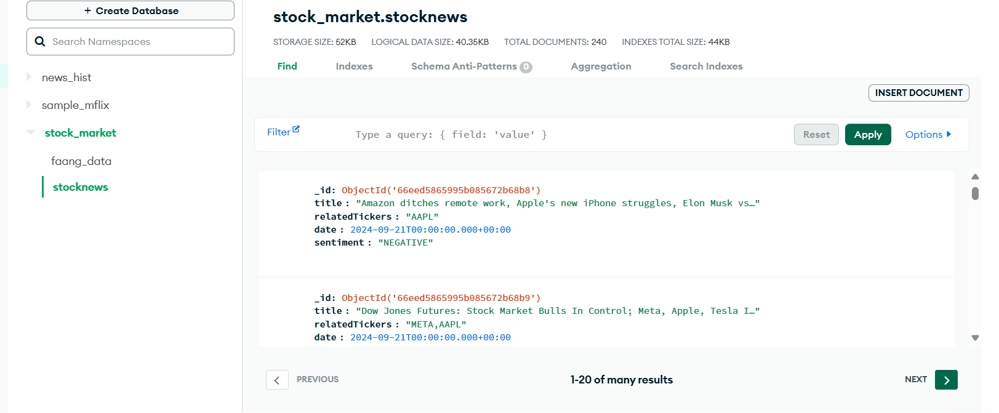 + Create Database
Search Namespaces
news_hist
sample_mflix
stock_market
faang_data
stocknews
stock_market.stocknews
STORAGE SIZE: 52KB LOGICAL DATA SIZE: 40.35KB TOTAL DOCUMENTS: 240 INDEXES TOTAL SIZE: 44KB
Find Indexes Schema Anti-Patterns 0 Aggregation Search Indexes
INSERT DOCUMENT
Filter Type a query: { field: 'value' } Reset Apply Options
_id: ObjectId('66eed5865995b085672b68b8')
title : "Amazon ditches remote work, Apple's new iPhone struggles, Elon Musk vs…"
relatedTickers : "AAPL"
date : 2024-09-21T00:00:00.000+00:00
sentiment : "NEGATIVE"
_id: ObjectId('66eed5865995b085672b68b9')
title : "Dow Jones Futures: Stock Market Bulls In Control; Meta, Apple, Tesla I…"
relatedTickers : "META,AAPL"
date : 2024-09-21T00:00:00.000+00:00
PREVIOUS 1-20 of many results NEXT